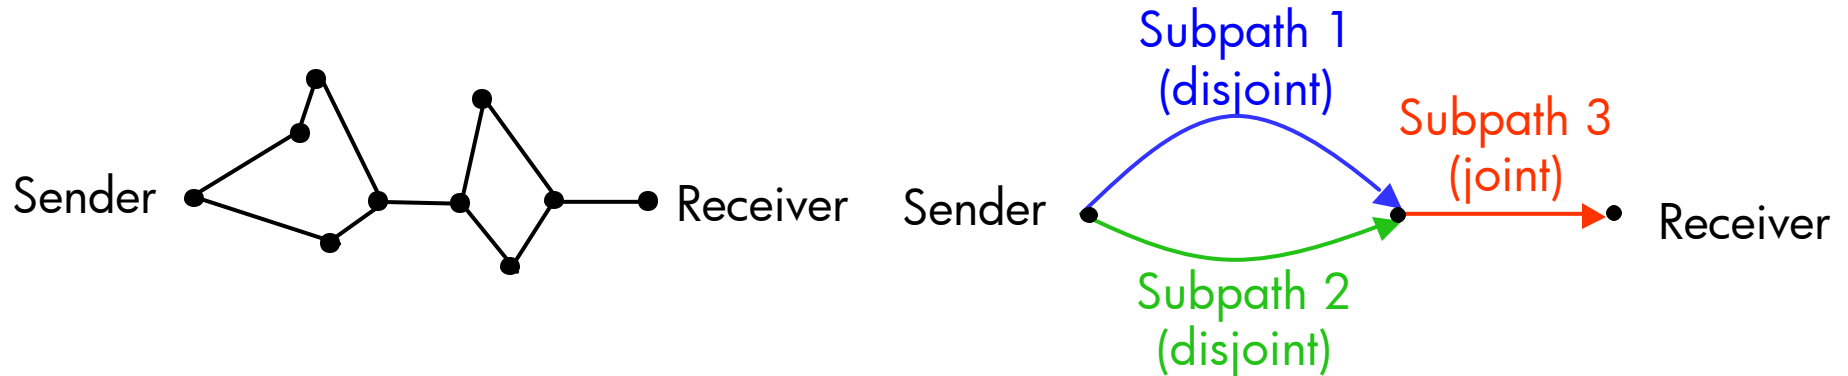 Sender
Receiver
Subpath 1
(disjoint)
Subpath 3
(joint)
Sender
Receiver
Subpath 2
(disjoint)